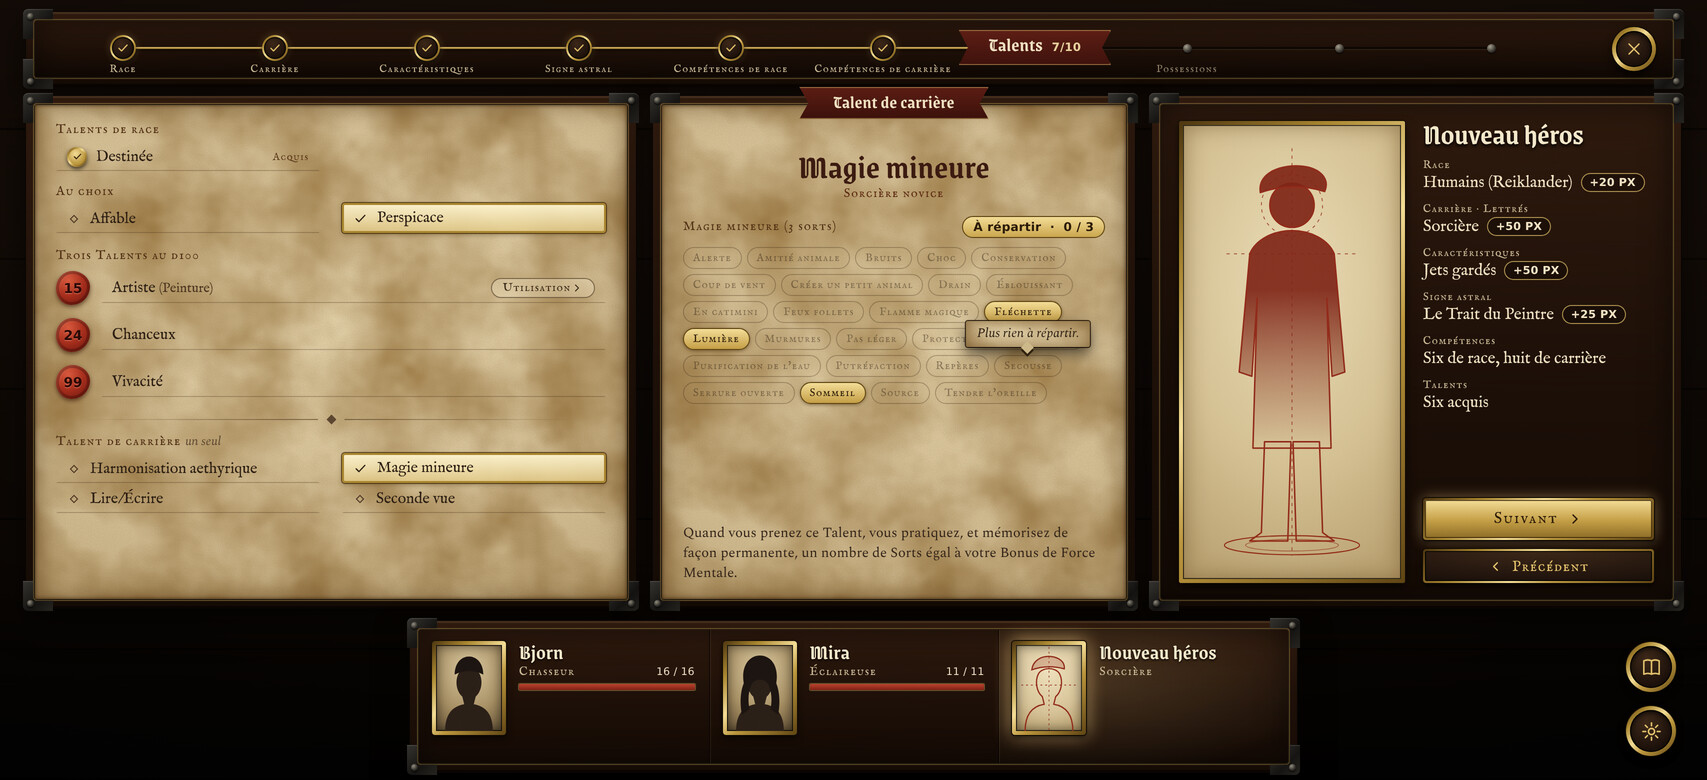 Race
Carrière
Caractéristiques
Signe astral
Compétences de race
Compétences de carrière
Talents 7/10
Possessions
Talents de race
Destinée
Acquis
Au choix
Affable
Perspicace
Trois Talents au d100
15 Artiste (Peinture)
Utilisation >
24 Chanceux
99 Vivacité
Talent de carrière un seul
Harmonisation aethyrique
Magie mineure
Lire/Écrire
Seconde vue
Talent de carrière
Magie mineure
Sorcière novice
Magie mineure (3 sorts)
À répartir · 0 / 3
Alerte Amitié animale Bruits Choc Conservation
Coup de vent Créer un petit animal Drain Éblouissant
En catimini Feux follets Flamme magique Fléchette
Lumière Murmures Pas léger
Plus rien à répartir.
Purification de l'eau Putréfaction Repères Secousse
Serrure ouverte Sommeil Source Tendre l'oreille
Quand vous prenez ce Talent, vous pratiquez, et mémorisez de
façon permanente, un nombre de Sorts égal à votre Bonus de Force
Mentale.
Nouveau héros
Race
Humains (Reiklander) +20 PX
Carrière · Lettrés
Sorcière +50 PX
Caractéristiques
Jets gardés +50 PX
Signe astral
Le Trait du Peintre +25 PX
Compétences
Six de race, huit de carrière
Talents
Six acquis
Suivant >
< Précédent
Bjorn
Chasseur 16 / 16
Mira
Éclaireuse 11 / 11
Nouveau héros
Sorcière